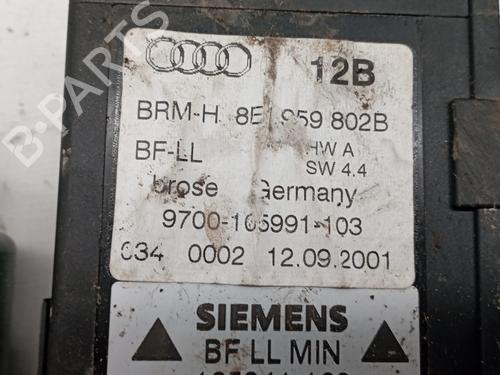 12B
BRM-H 8E 959 802B
BF-LL HW A
SW 4.4
brose Germany
9700-105991-103
034 0002 12.09.2001
SIEMENS
BF LL MIN
B-Parts